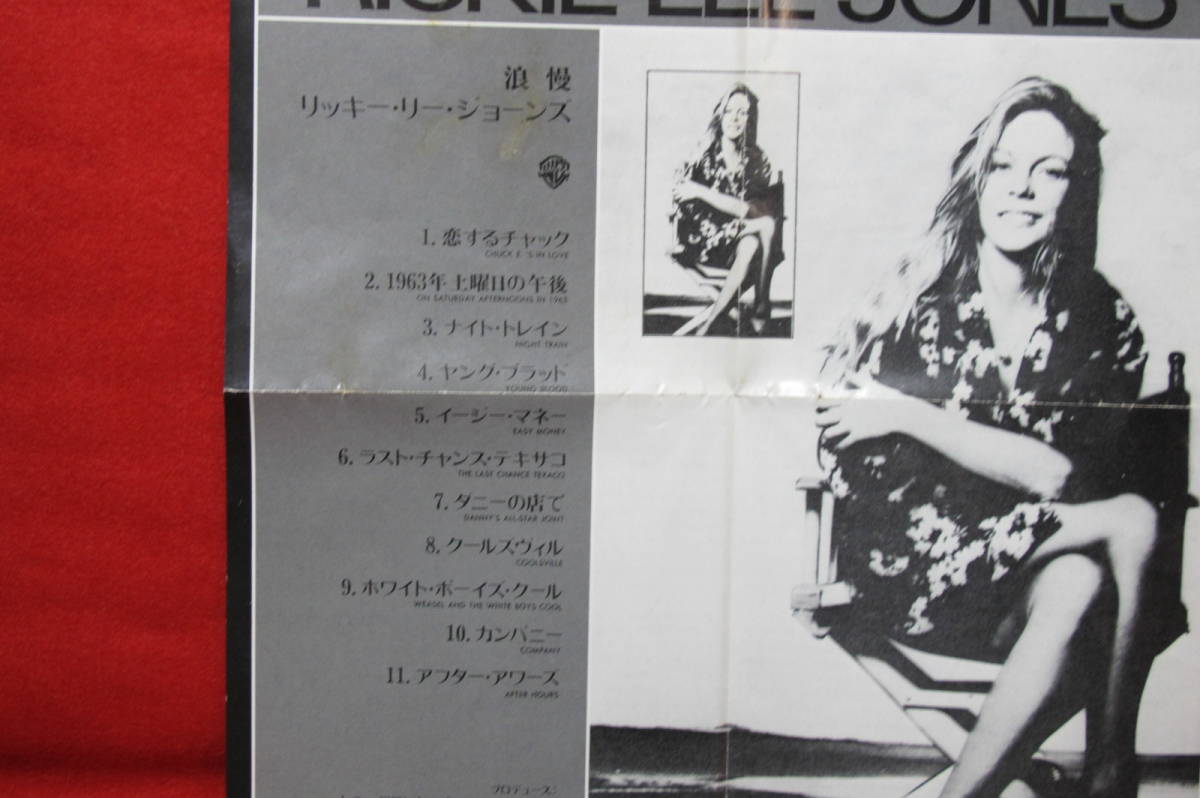 RICKIE LEE JONES
浪漫
リッキー・リー・ジョーンズ
1. 恋するチャック
CHUCK E. 'S IN LOVE
2. 1963年土曜日の午後
ON SATURDAY AFTERNOONS IN 1963
3. ナイト・トレイン
NIGHT TRAIN
4. ヤング・ブラッド
YOUNG BLOOD
5. イージー・マネー
EASY MONEY
6. ラスト・チャンス・テキサコ
THE LAST CHANCE TEXACO
7. ダニーの店で
DANNY'S ALL-STAR JOINT
8. クールズヴィル
COOLSVILLE
9. ホワイト・ボーイズ・クール
WEASEL AND THE WHITE BOYS COOL
10. カンパニー
COMPANY
11. アフター・アワーズ
AFTER HOURS
プロデュース: